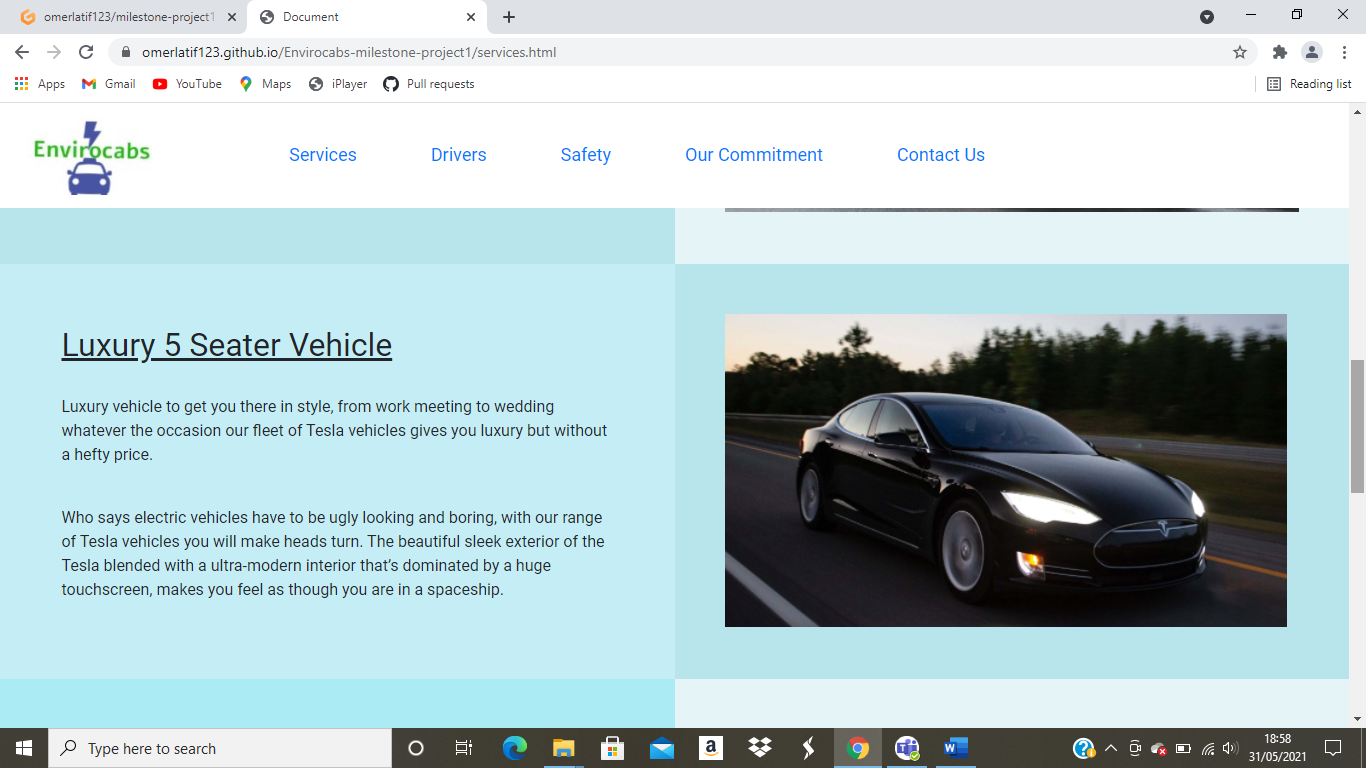 omerlatif123/milestone-project1
Document
omerlatif123.github.io/Envirocabs-milestone-project1/services.html
Apps
Gmail
YouTube
Maps
iPlayer
Pull requests
Reading list
Envirocabs
Services
Drivers
Safety
Our Commitment
Contact Us
Luxury 5 Seater Vehicle
Luxury vehicle to get you there in style, from work meeting to wedding
whatever the occasion our fleet of Tesla vehicles gives you luxury but without
a hefty price.
Who says electric vehicles have to be ugly looking and boring, with our range
of Tesla vehicles you will make heads turn. The beautiful sleek exterior of the
Tesla blended with a ultra-modern interior that's dominated by a huge
touchscreen, makes you feel as though you are in a spaceship.
Type here to search
18:58
31/05/2021